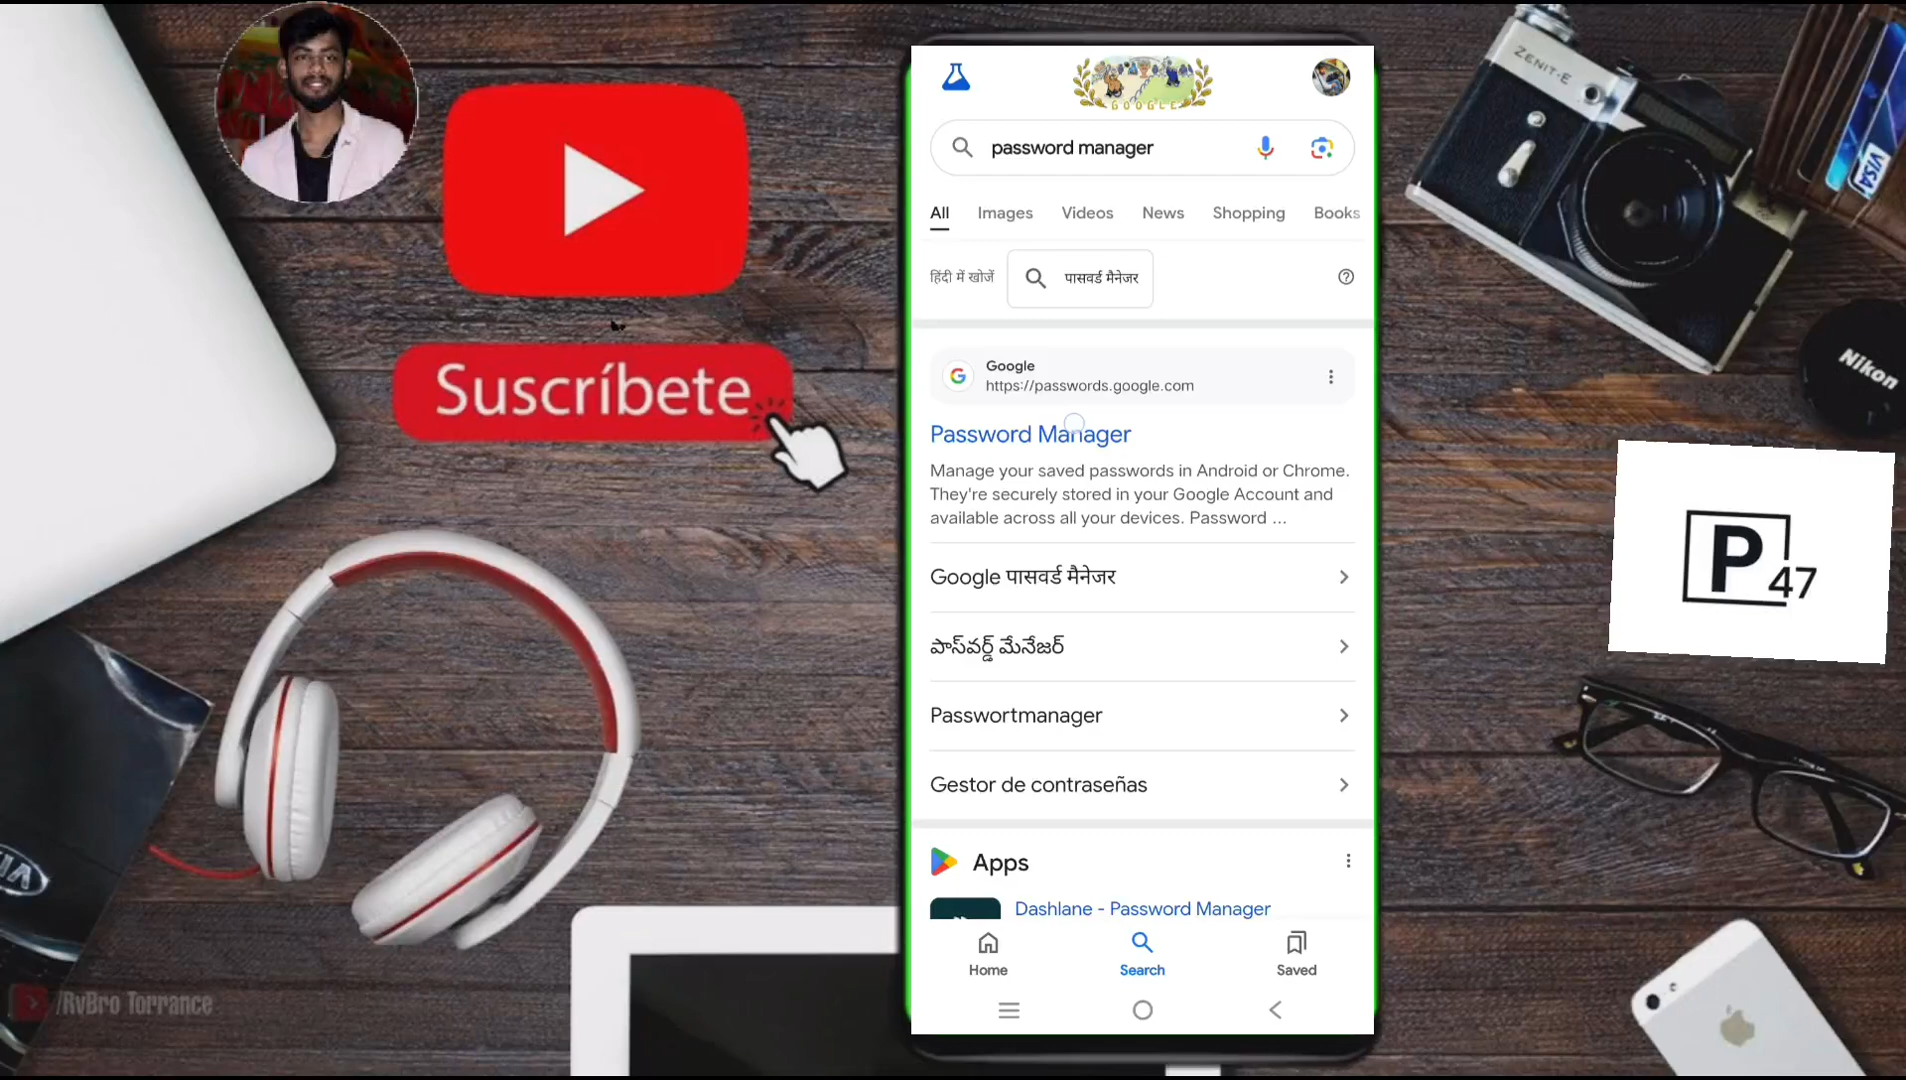 ZENIT-E
VISA
Nikon
Suscríbete
GOOGLE
password manager
All Images Videos News Shopping Books
हिंदी में खोजें पासवर्ड मैनेजर
Google
https://passwords.google.com
Password Manager
Manage your saved passwords in Android or Chrome.
They're securely stored in your Google Account and
available across all your devices. Password ...
Google पासवर्ड मैनेजर
పాస్‌వర్డ్ మేనేజర్
Passwortmanager
Gestor de contraseñas
Apps
Dashlane - Password Manager
Home Search Saved
P 47
/RvBro Torrance